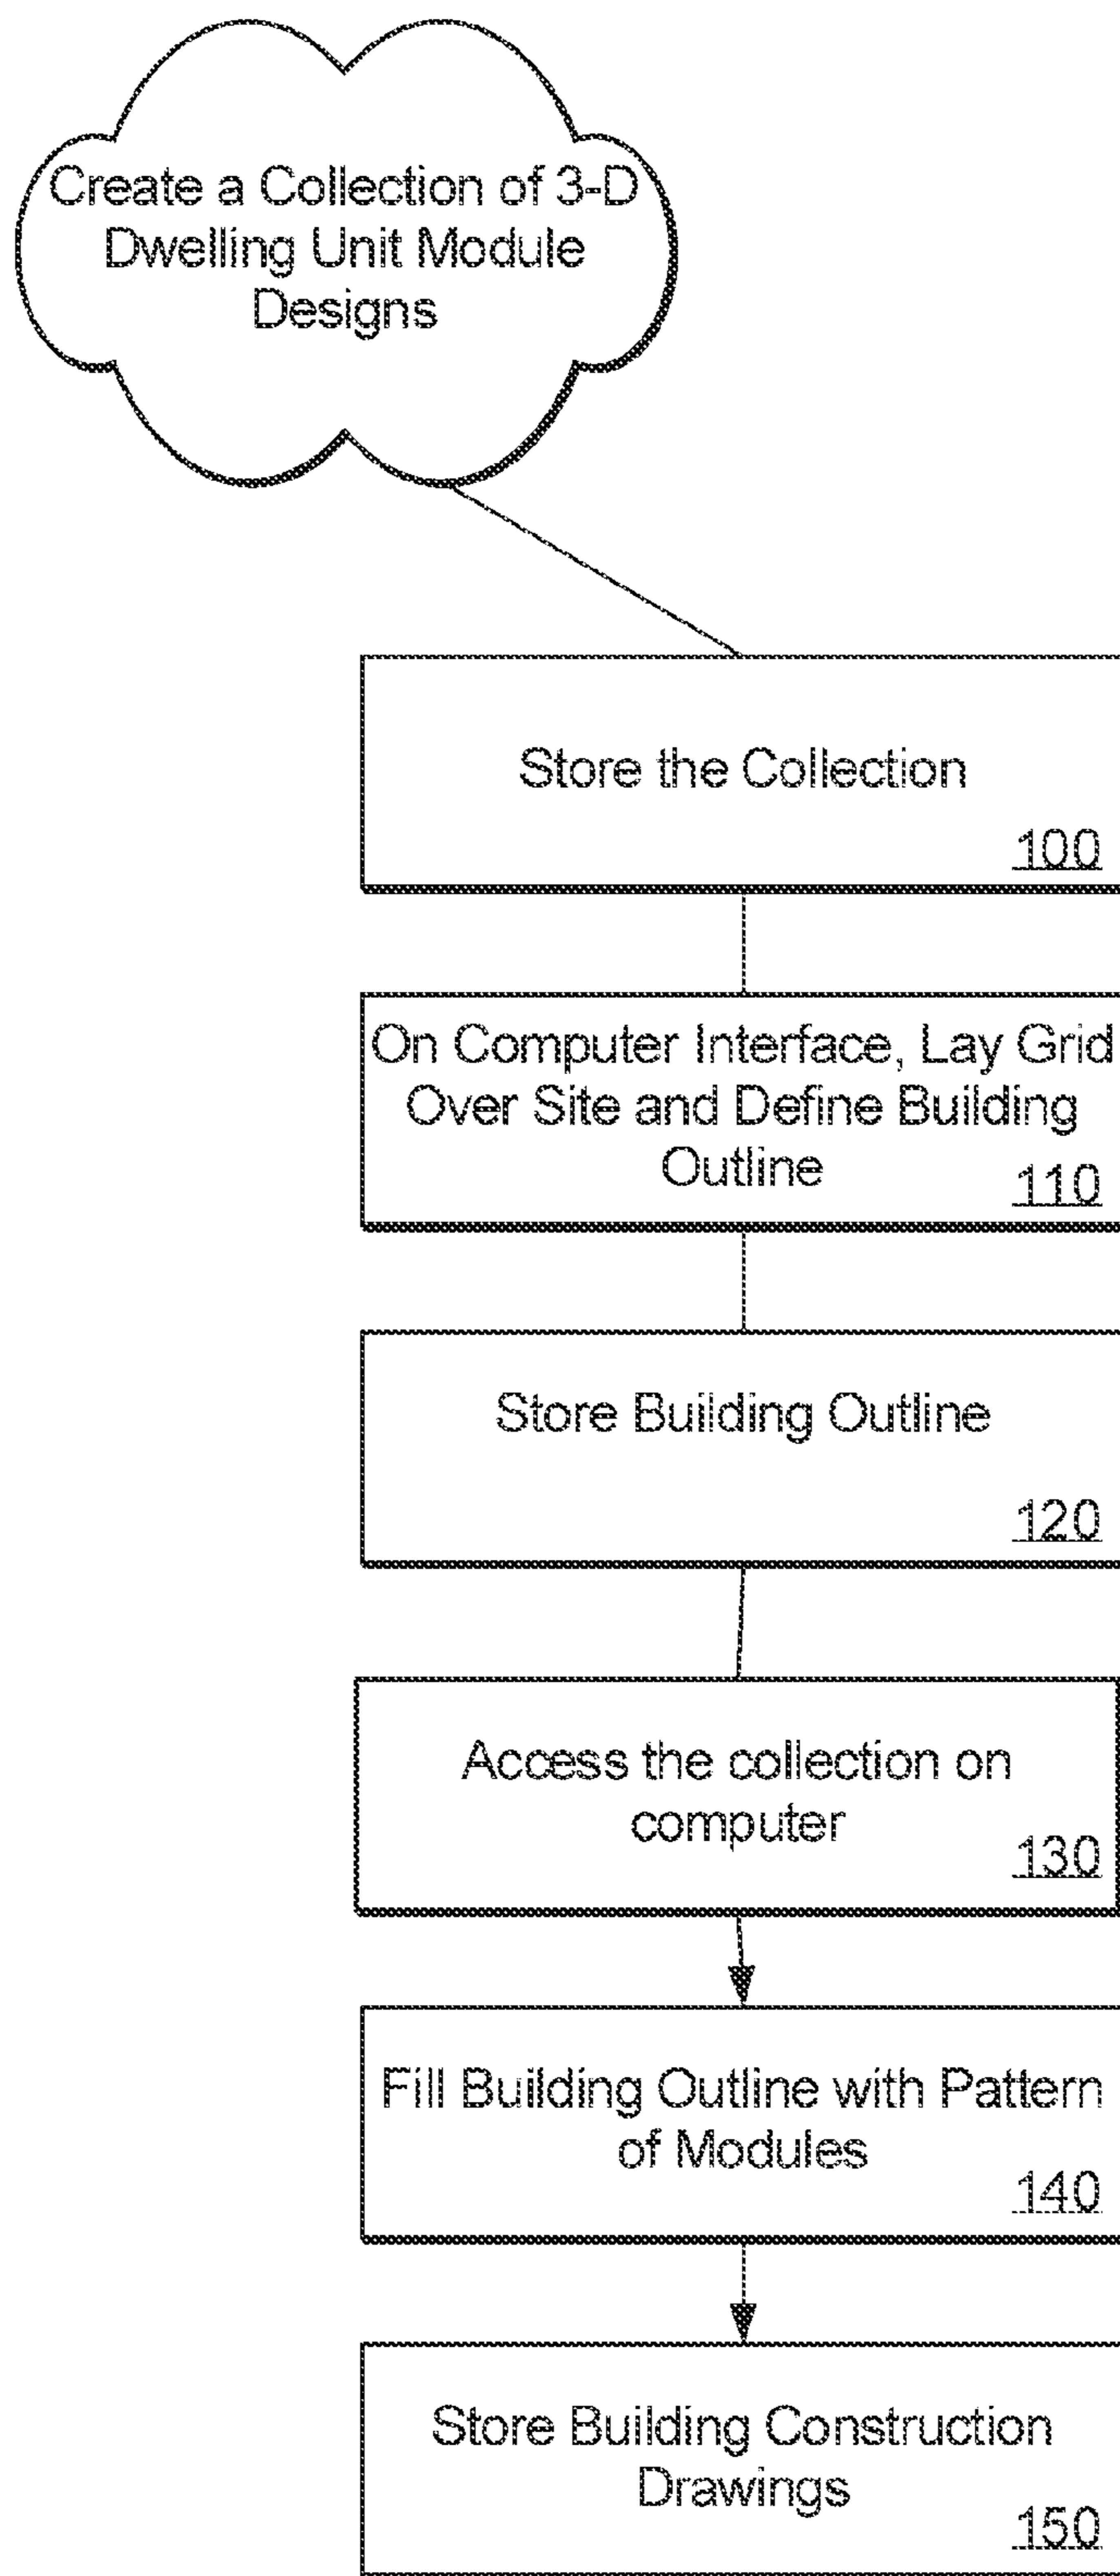 Create a Collection of 3-D
Dwelling Unit Module
Designs
Store the Collection
100
On Computer Interface, Lay Grid
Over Site and Define Building
Outline
110
Store Building Outline
120
Access the collection on
computer
130
Fill Building Outline with Pattern
of Modules
140
Store Building Construction
Drawings
150